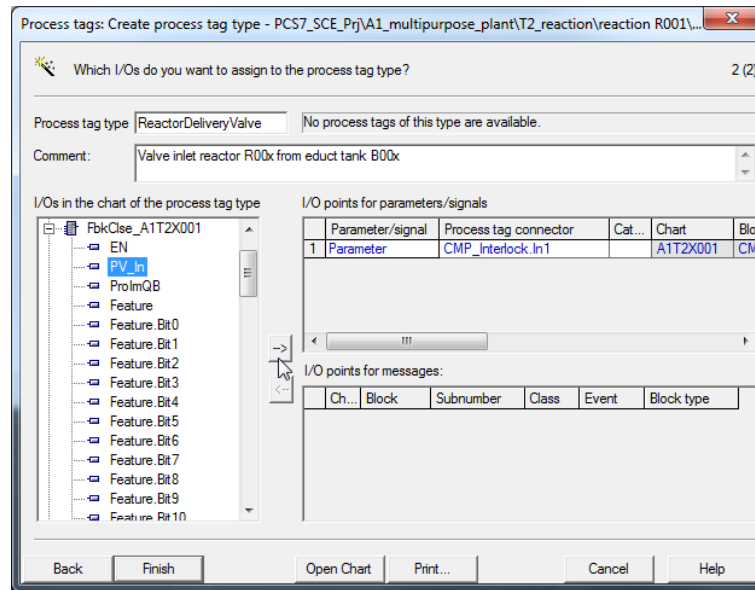 Process tags: Create process tag type - PCS7_SCE_Prj\A1_multipurpose_plant\T2_reaction\reaction R001\...
Which I/Os do you want to assign to the process tag type?
2 (2)
Process tag type
ReactorDeliveryValve
No process tags of this type are available.
Comment:
Valve inlet reactor R00x from educt tank B00x
I/Os in the chart of the process tag type
FbkClse_A1T2X001
EN
PV_In
ProImQB
Feature
Feature.Bit0
Feature.Bit1
Feature.Bit2
Feature.Bit3
Feature.Bit4
Feature.Bit5
Feature.Bit6
Feature.Bit7
Feature.Bit8
Feature.Bit9
Feature.Bit10
-->
<--
I/O points for parameters/signals
Parameter/signal Process tag connector Cat... Chart Blo
1 Parameter CMP_Interlock.In1 A1T2X001 CM
I/O points for messages:
Ch... Block Subnumber Class Event Block type
Back Finish Open Chart Print... Cancel Help